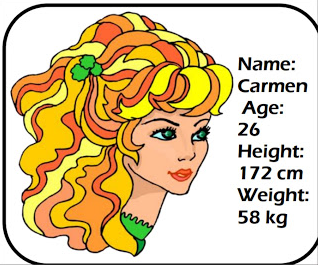 Name:
Carmen
Age:
26
Height:
172 cm
Weight:
58 kg